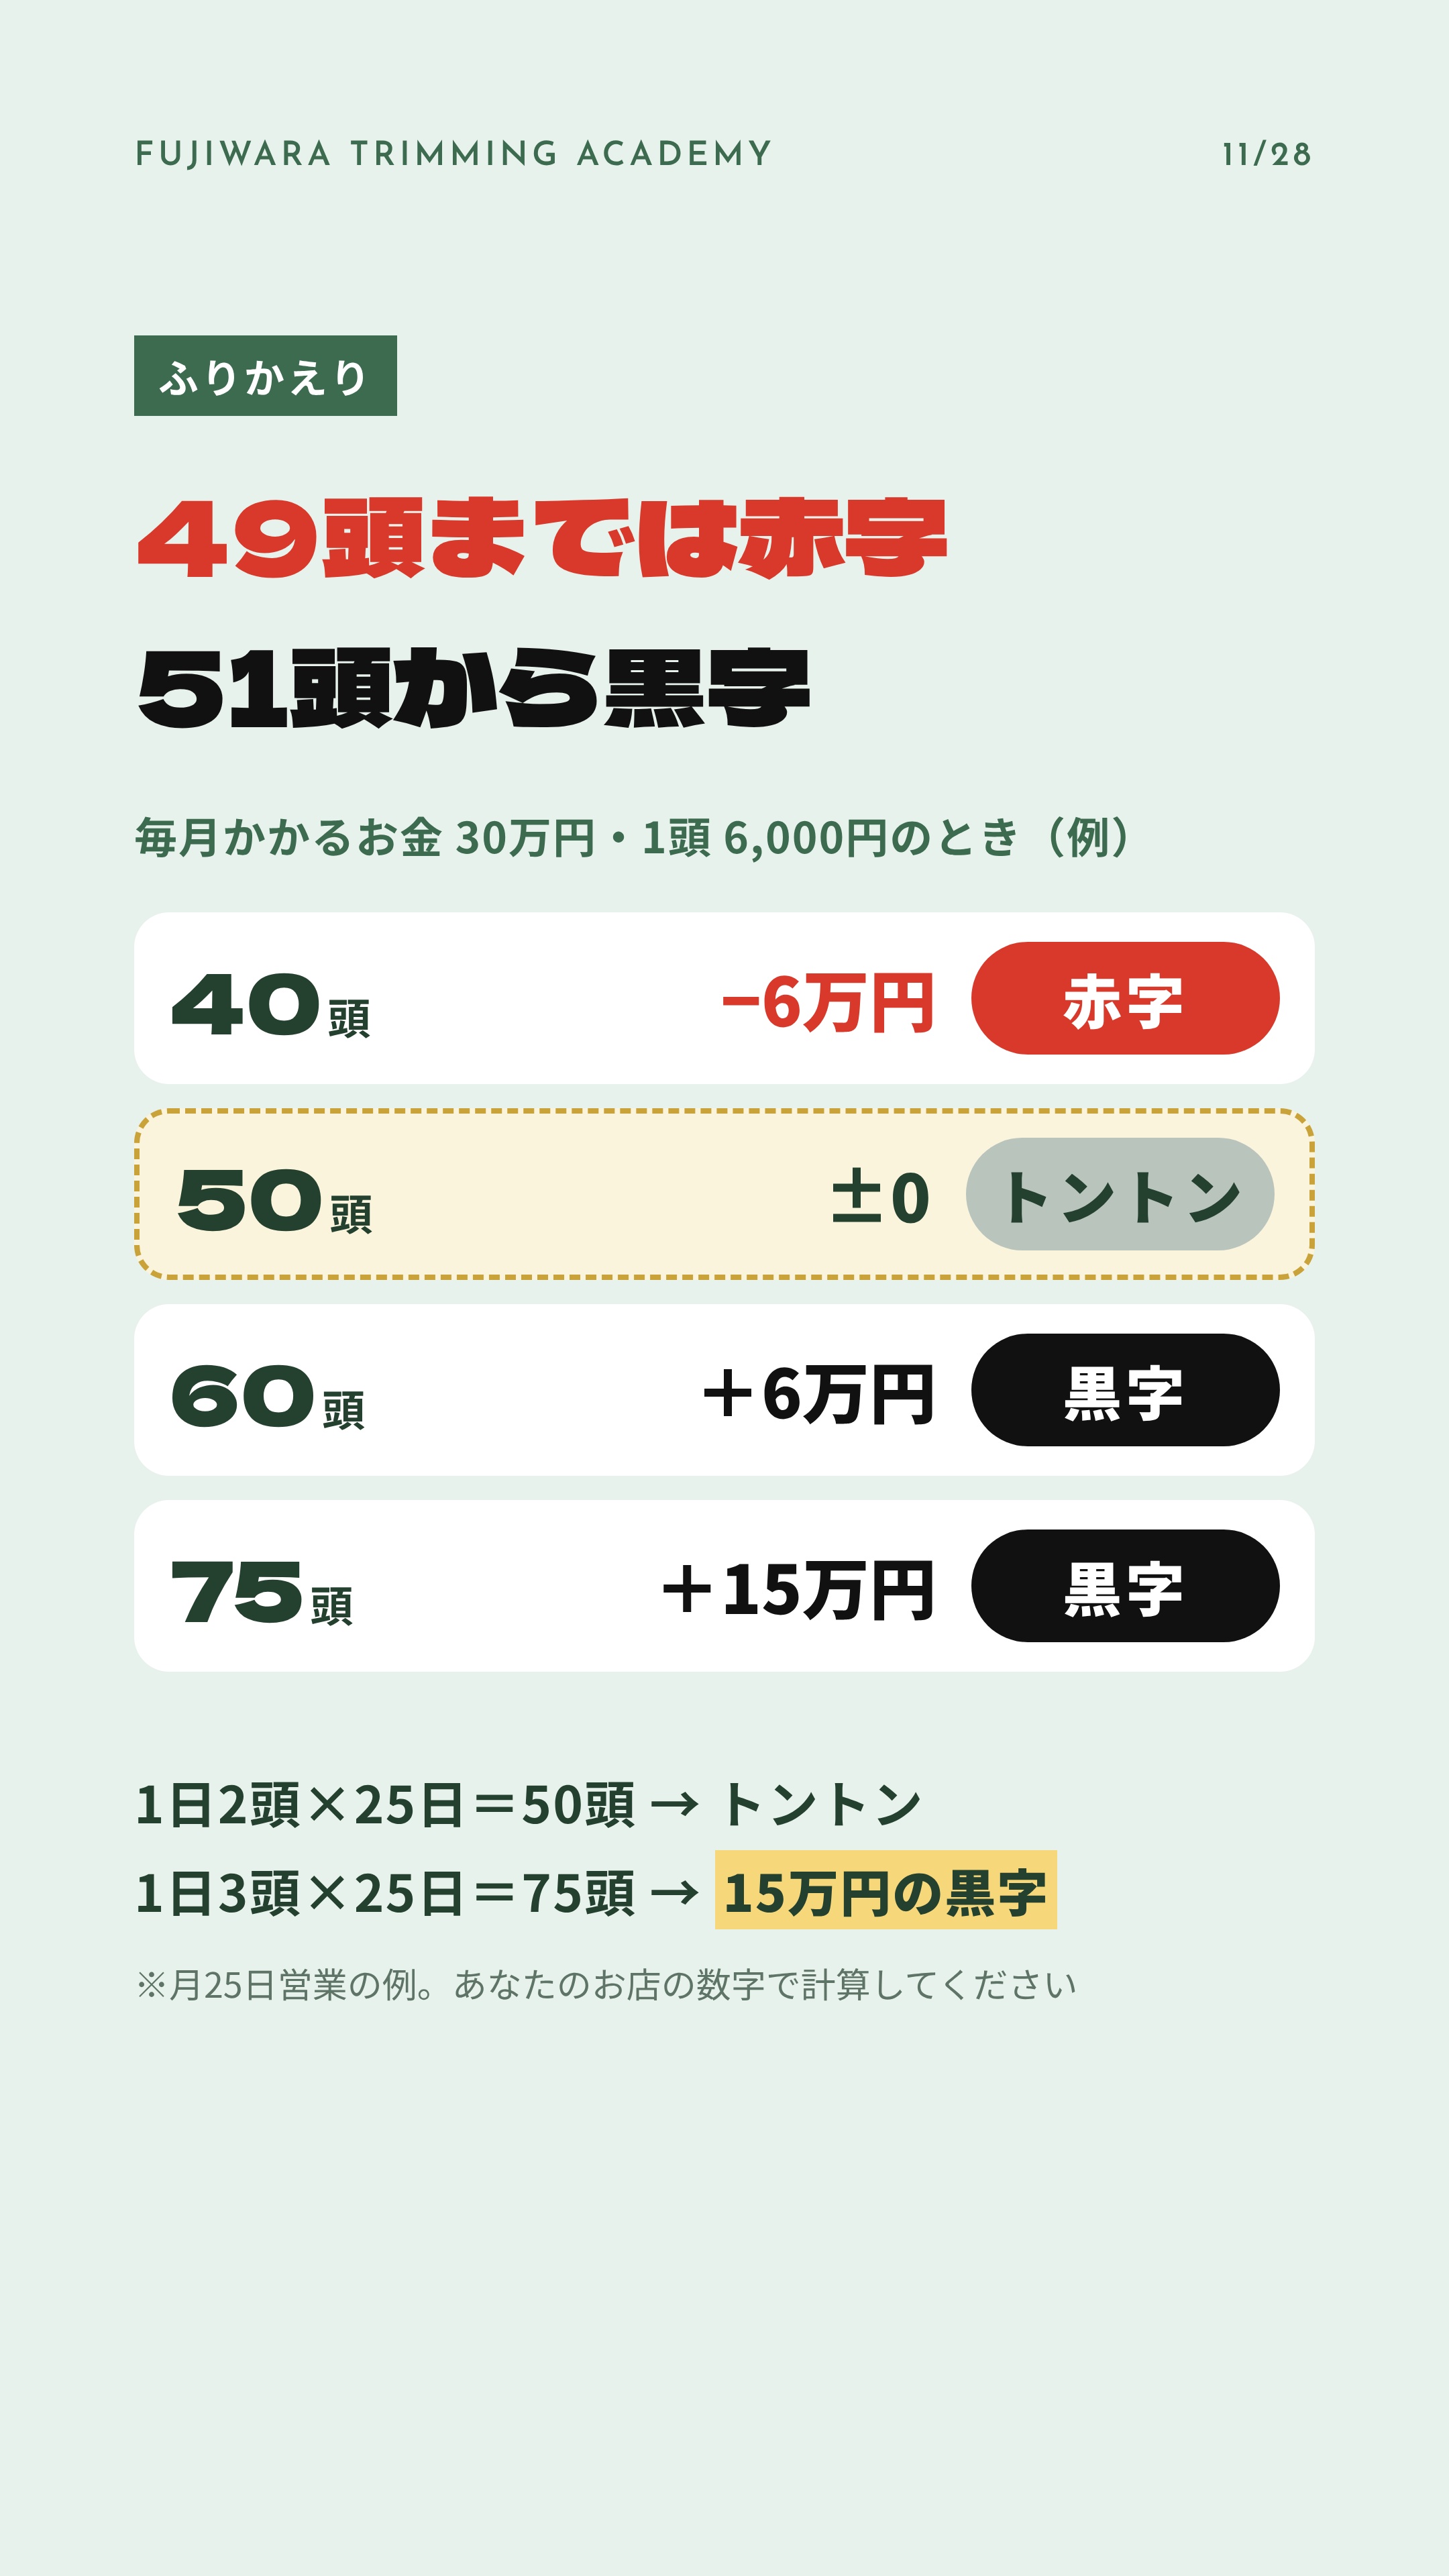 FUJIWARA TRIMMING ACADEMY 11/28
ふりかえり
49頭までは赤字
51頭から黒字
毎月かかるお金 30万円・1頭 6,000円のとき（例）
40頭 −6万円 赤字
50頭 ±0 トントン
60頭 ＋6万円 黒字
75頭 ＋15万円 黒字
1日2頭×25日＝50頭 → トントン
1日3頭×25日＝75頭 → 15万円の黒字
※月25日営業の例。あなたのお店の数字で計算してください